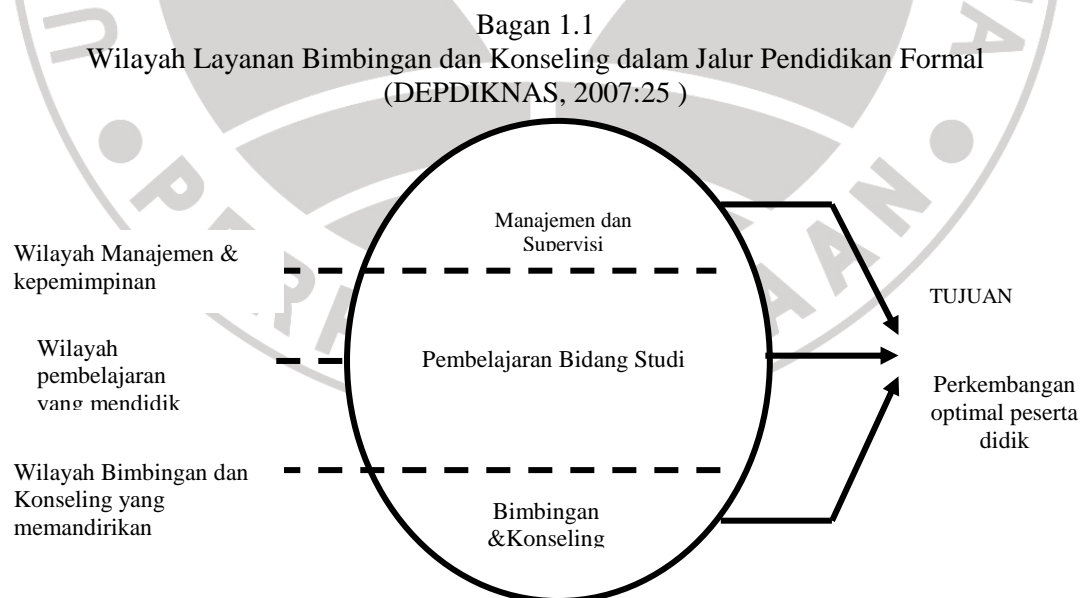 Bagan 1.1
Wilayah Layanan Bimbingan dan Konseling dalam Jalur Pendidikan Formal
(DEPDIKNAS, 2007:25 )
Manajemen dan
Supervisi
Wilayah Manajemen &
kepemimpinan
TUJUAN
Wilayah
pembelajaran
yang mendidik
Pembelajaran Bidang Studi
Perkembangan
optimal peserta
didik
Wilayah Bimbingan dan
Konseling yang
memandirikan
Bimbingan
&Konseling